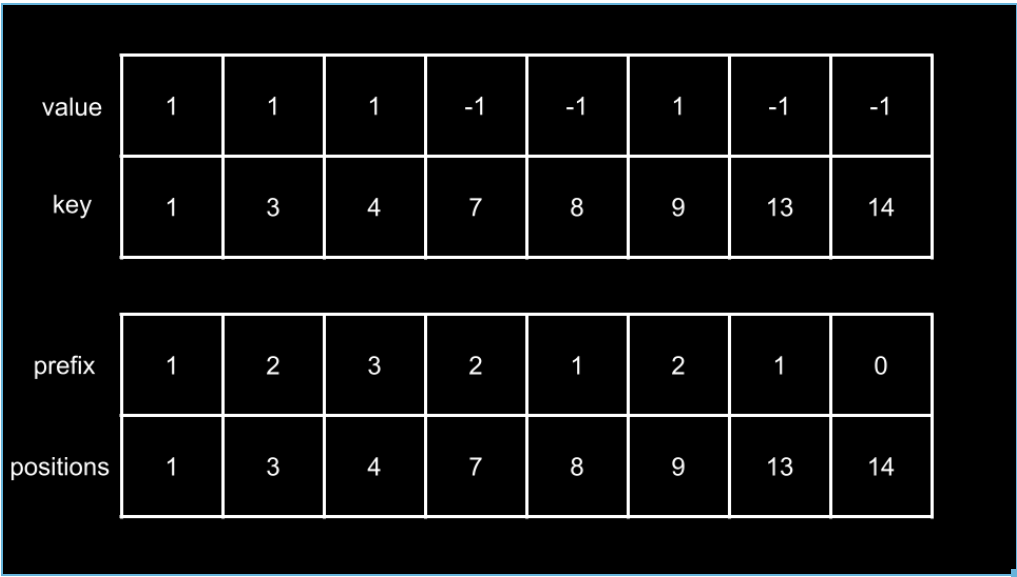 value 1 1 1 -1 -1 1 -1 -1
key 1 3 4 7 8 9 13 14
prefix 1 2 3 2 1 2 1 0
positions 1 3 4 7 8 9 13 14